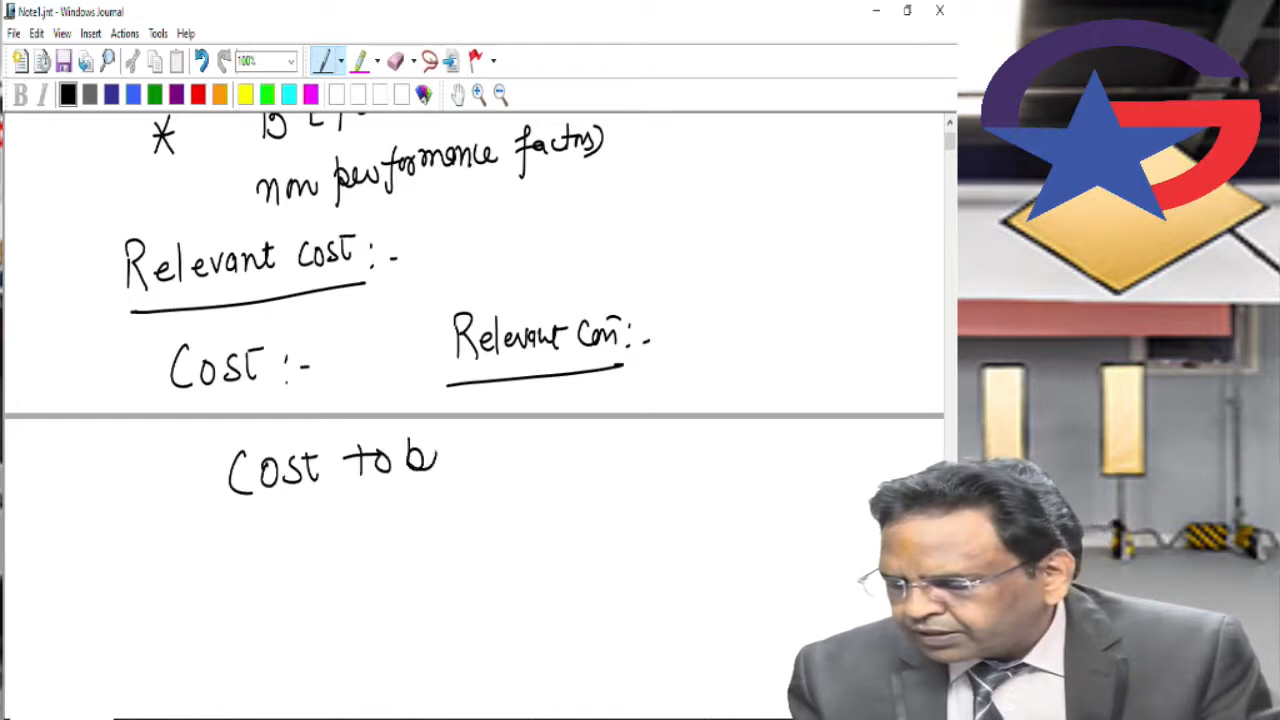 Note1.jnt - Windows Journal
File Edit View Insert Actions Tools Help
100%
B I
*
non performance factors)
Relevant cost :-
Cost :- Relevant Cost :-
Cost to b